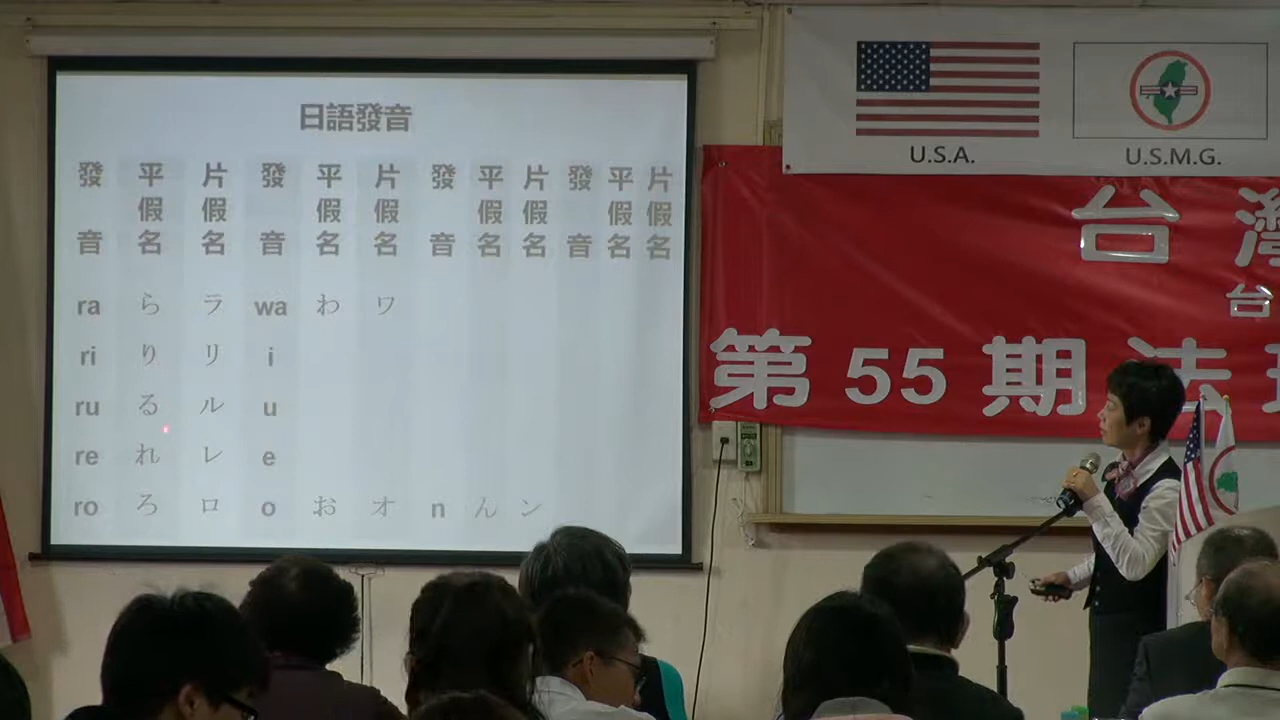 日語發音
發音 平假名 片假名 發音 平假名 片假名 發音 平假名 片假名 發音 平假名 片假名
ra ら ラ wa わ ワ
ri り リ i
ru る ル u
re れ レ e
ro ろ ロ o お オ n ん ン
U.S.A.
U.S.M.G.
台灣
台
第 55 期 法